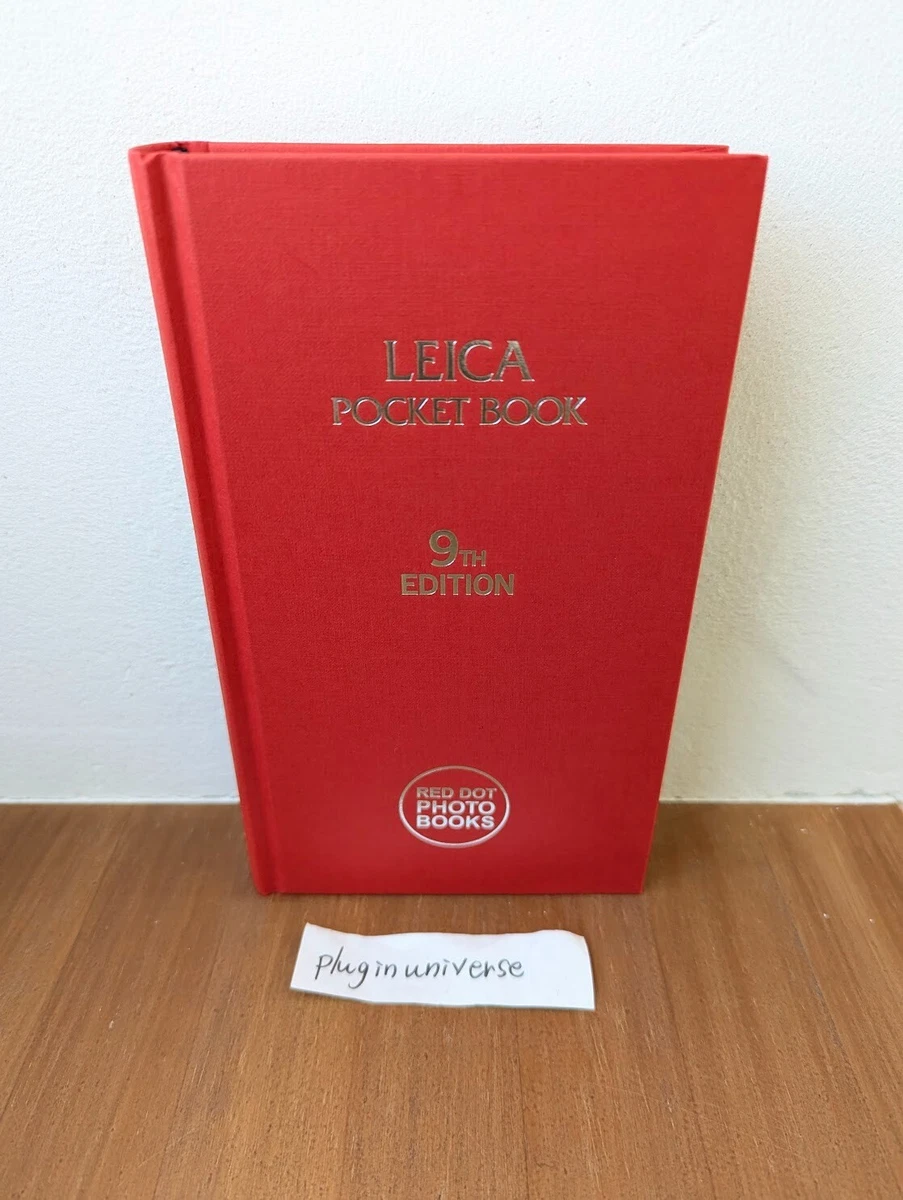 LEICA
POCKET BOOK
9TH
EDITION
RED DOT
PHOTO
BOOKS
pluginuniverse